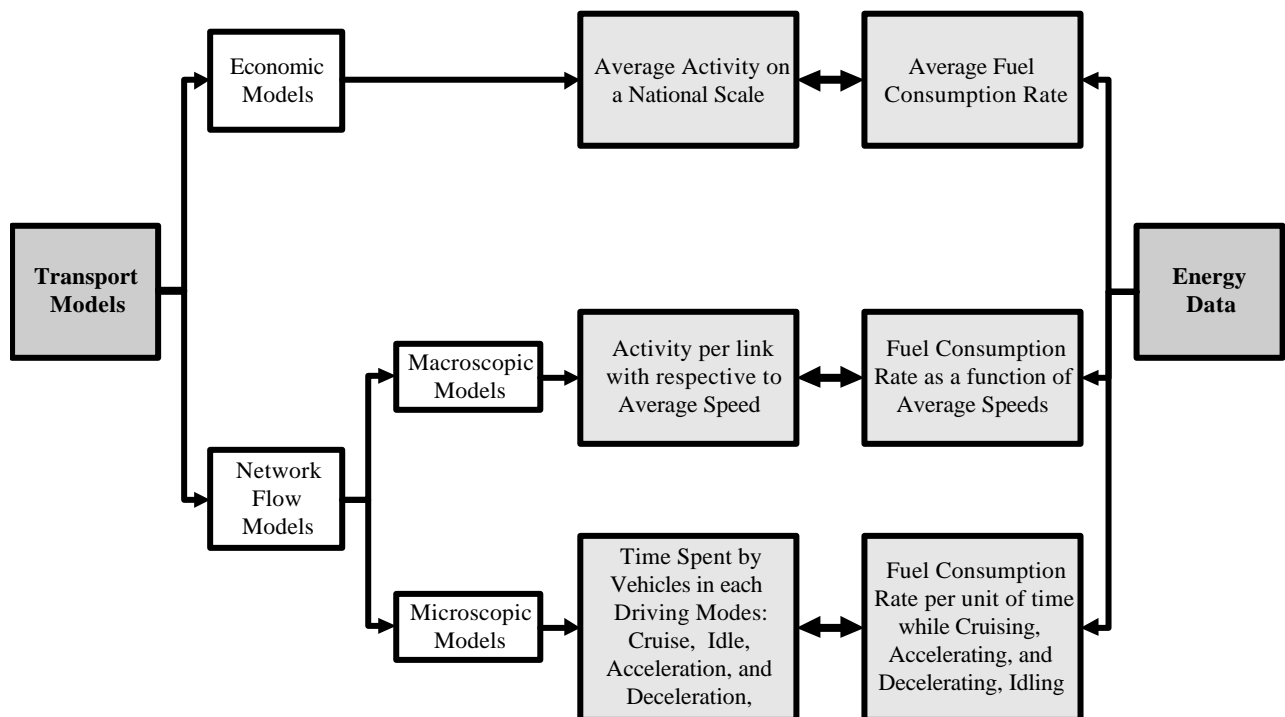 Economic
Models
Average Activity on
a National Scale
Average Fuel
Consumption Rate
Transport
Models
Energy
Data
Macroscopic
Models
Activity per link
with respective to
Average Speed
Fuel Consumption
Rate as a function of
Average Speeds
Network
Flow
Models
Microscopic
Models
Time Spent by
Vehicles in each
Driving Modes:
Cruise, Idle,
Acceleration, and
Deceleration,
Fuel Consumption
Rate per unit of time
while Cruising,
Accelerating, and
Decelerating, Idling